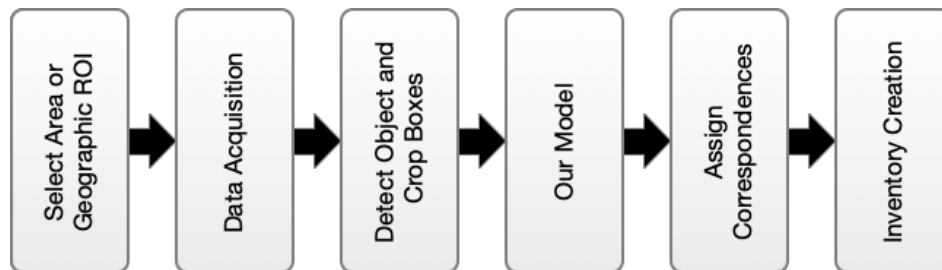 Select Area or
Geographic ROI
Data Acquisition
Detect Object and
Crop Boxes
Our Model
Assign
Correspondences
Inventory Creation